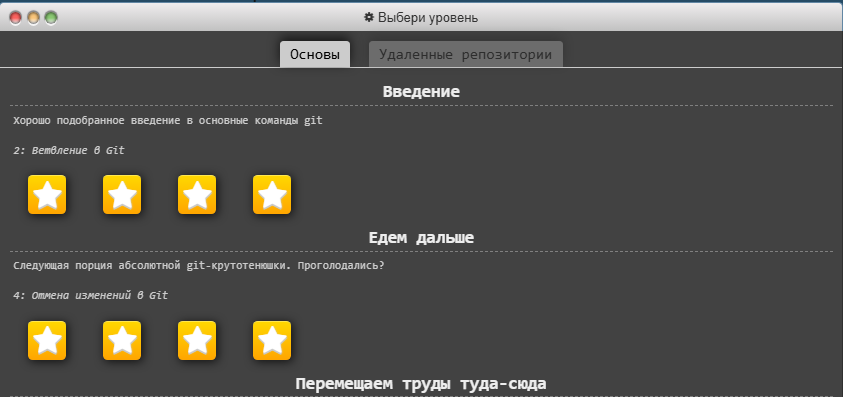 Выбери уровень
Основы
Удаленные репозитории
Введение
Хорошо подобранное введение в основные команды git
2: Ветвление в Git
Едем дальше
Следующая порция абсолютной git-крутотенюшки. Проголодались?
4: Отмена изменений в Git
Перемещаем труды туда-сюда